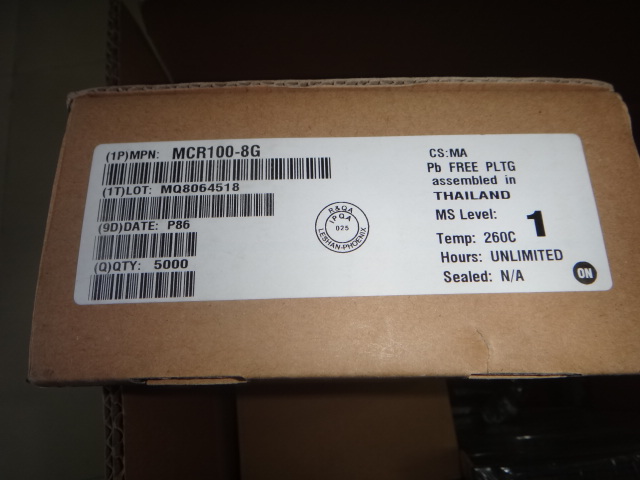 (1P)MPN: MCR100-8G
(1T)LOT: MQ8064518
(9D)DATE: P86
(Q)QTY: 5000
R&QA
IPQA
025
LESHAN-PHOENIX
CS:MA
Pb FREE PLTG
assembled in
THAILAND
MS Level: 1
Temp: 260C
Hours: UNLIMITED
Sealed: N/A
ON